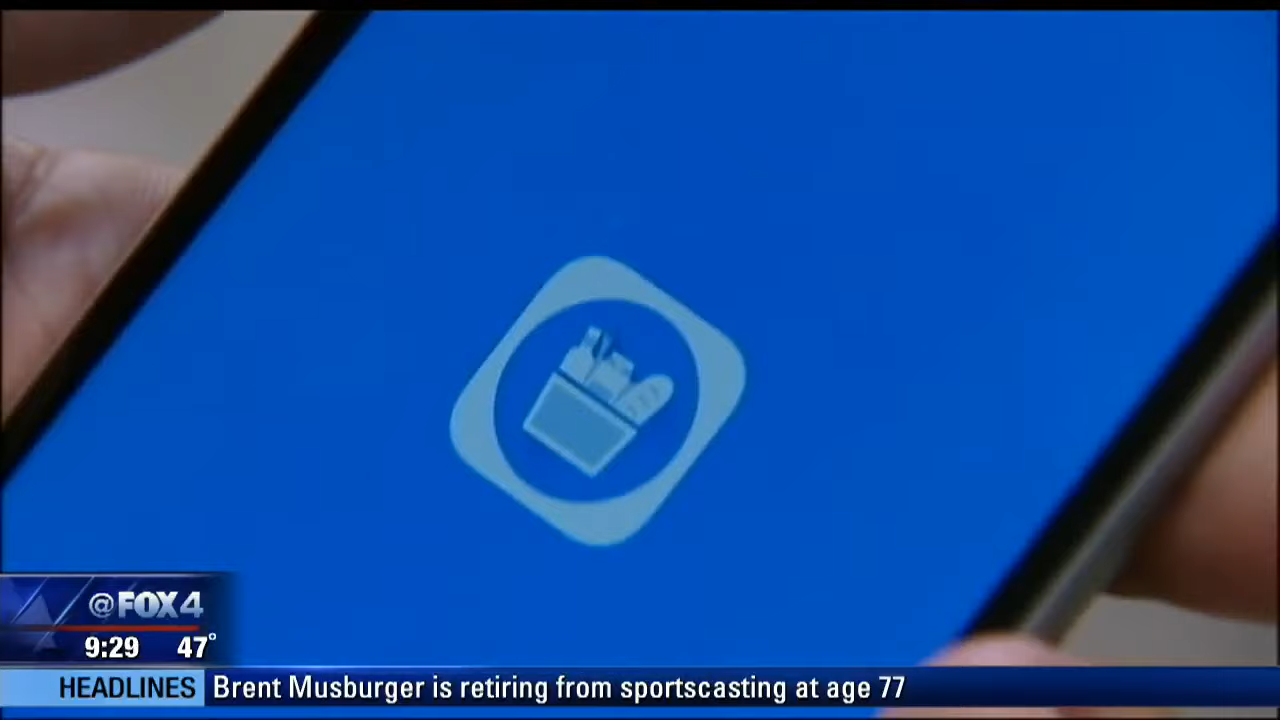 @FOX4
9:29 47°
HEADLINES Brent Musburger is retiring from sportscasting at age 77